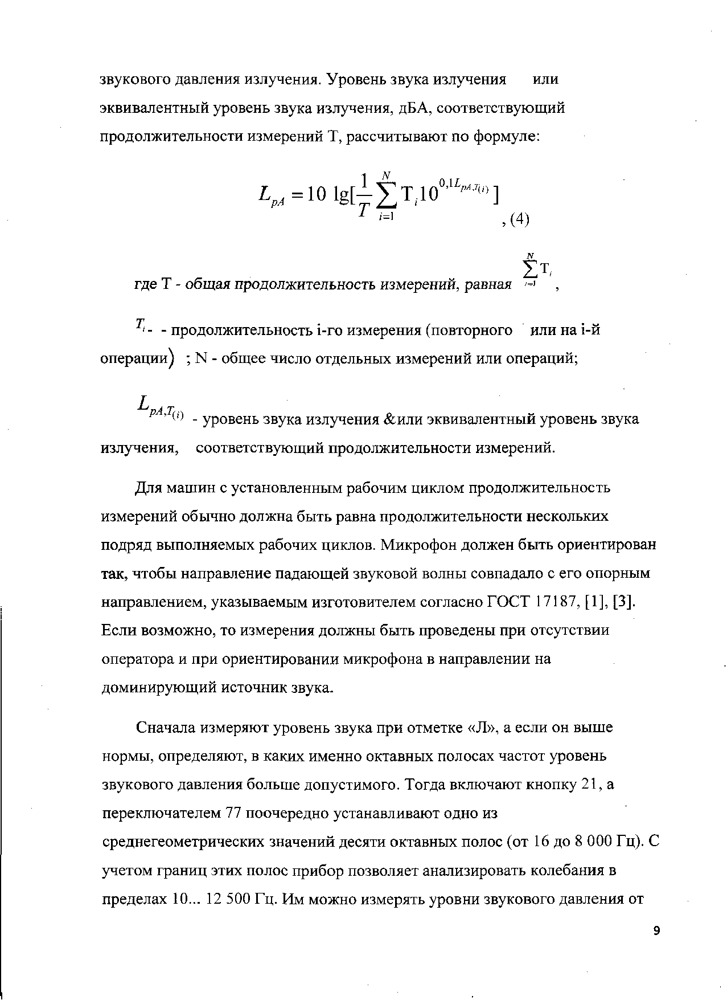 звукового давления излучения. Уровень звука излучения или
эквивалентный уровень звука излучения, дБА, соответствующий
продолжительности измерений Т, рассчитывают по формуле:
L_{pA} = 10 lg[\frac{1}{T} \sum_{i=1}^{N} T_i 10^{0,1L_{pA,T(i)}}]
, (4)
где Т - общая продолжительность измерений, равная \sum_{i=1}^{N} T_i ,
T_i - - продолжительность i-го измерения (повторного или на i-й
операции) ; N - общее число отдельных измерений или операций;
L_{pA,T(i)} - уровень звука излучения &или эквивалентный уровень звука
излучения, соответствующий продолжительности измерений.
Для машин с установленным рабочим циклом продолжительность
измерений обычно должна быть равна продолжительности нескольких
подряд выполняемых рабочих циклов. Микрофон должен быть ориентирован
так, чтобы направление падающей звуковой волны совпадало с его опорным
направлением, указываемым изготовителем согласно ГОСТ 17187, [1], [3].
Если возможно, то измерения должны быть проведены при отсутствии
оператора и при ориентировании микрофона в направлении на
доминирующий источник звука.
Сначала измеряют уровень звука при отметке «Л», а если он выше
нормы, определяют, в каких именно октавных полосах частот уровень
звукового давления больше допустимого. Тогда включают кнопку 21, а
переключателем 77 поочередно устанавливают одно из
среднегеометрических значений десяти октавных полос (от 16 до 8 000 Гц). С
учетом границ этих полос прибор позволяет анализировать колебания в
пределах 10... 12 500 Гц. Им можно измерять уровни звукового давления от
9